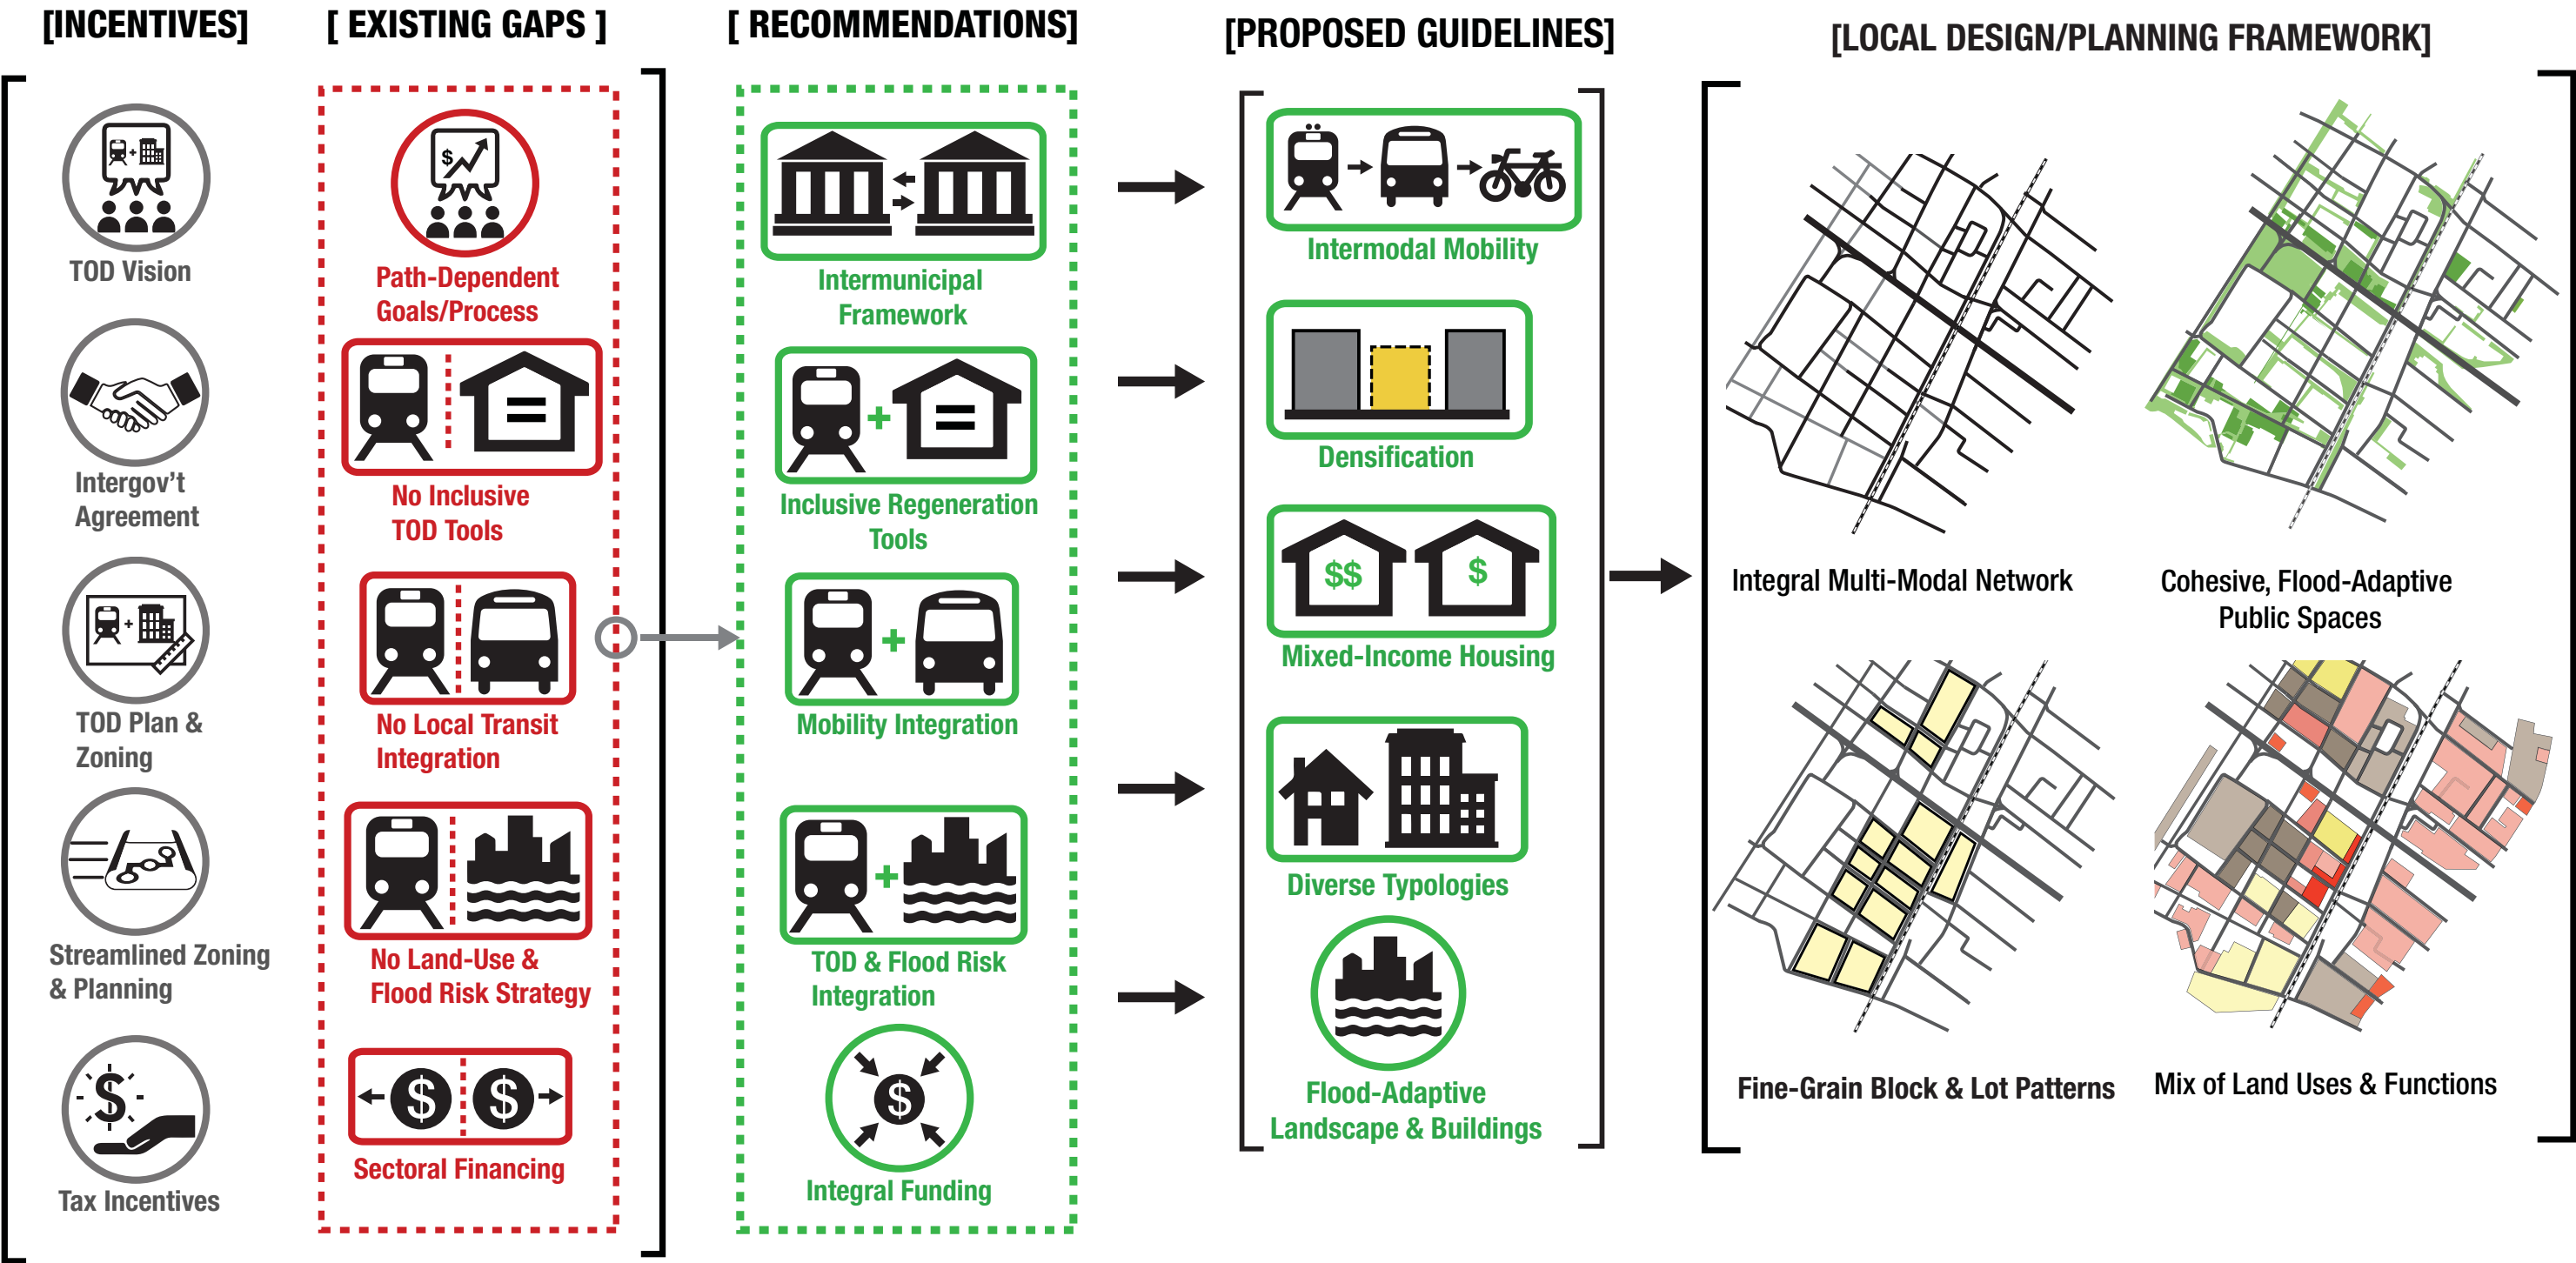 [INCENTIVES]
[ EXISTING GAPS ]
[ RECOMMENDATIONS]
[PROPOSED GUIDELINES]
[LOCAL DESIGN/PLANNING FRAMEWORK]
TOD Vision
Intergov't
Agreement
TOD Plan &
Zoning
Streamlined Zoning
& Planning
$
Tax Incentives
$
Path-Dependent
Goals/Process
No Inclusive
TOD Tools
No Local Transit
Integration
No Land-Use &
Flood Risk Strategy
$ $
Sectoral Financing
Intermunicipal
Framework
Inclusive Regeneration
Tools
Mobility Integration
TOD & Flood Risk
Integration
$
Integral Funding
Intermodal Mobility
Densification
$$ $
Mixed-Income Housing
Diverse Typologies
Flood-Adaptive
Landscape & Buildings
Integral Multi-Modal Network
Cohesive, Flood-Adaptive
Public Spaces
Fine-Grain Block & Lot Patterns
Mix of Land Uses & Functions